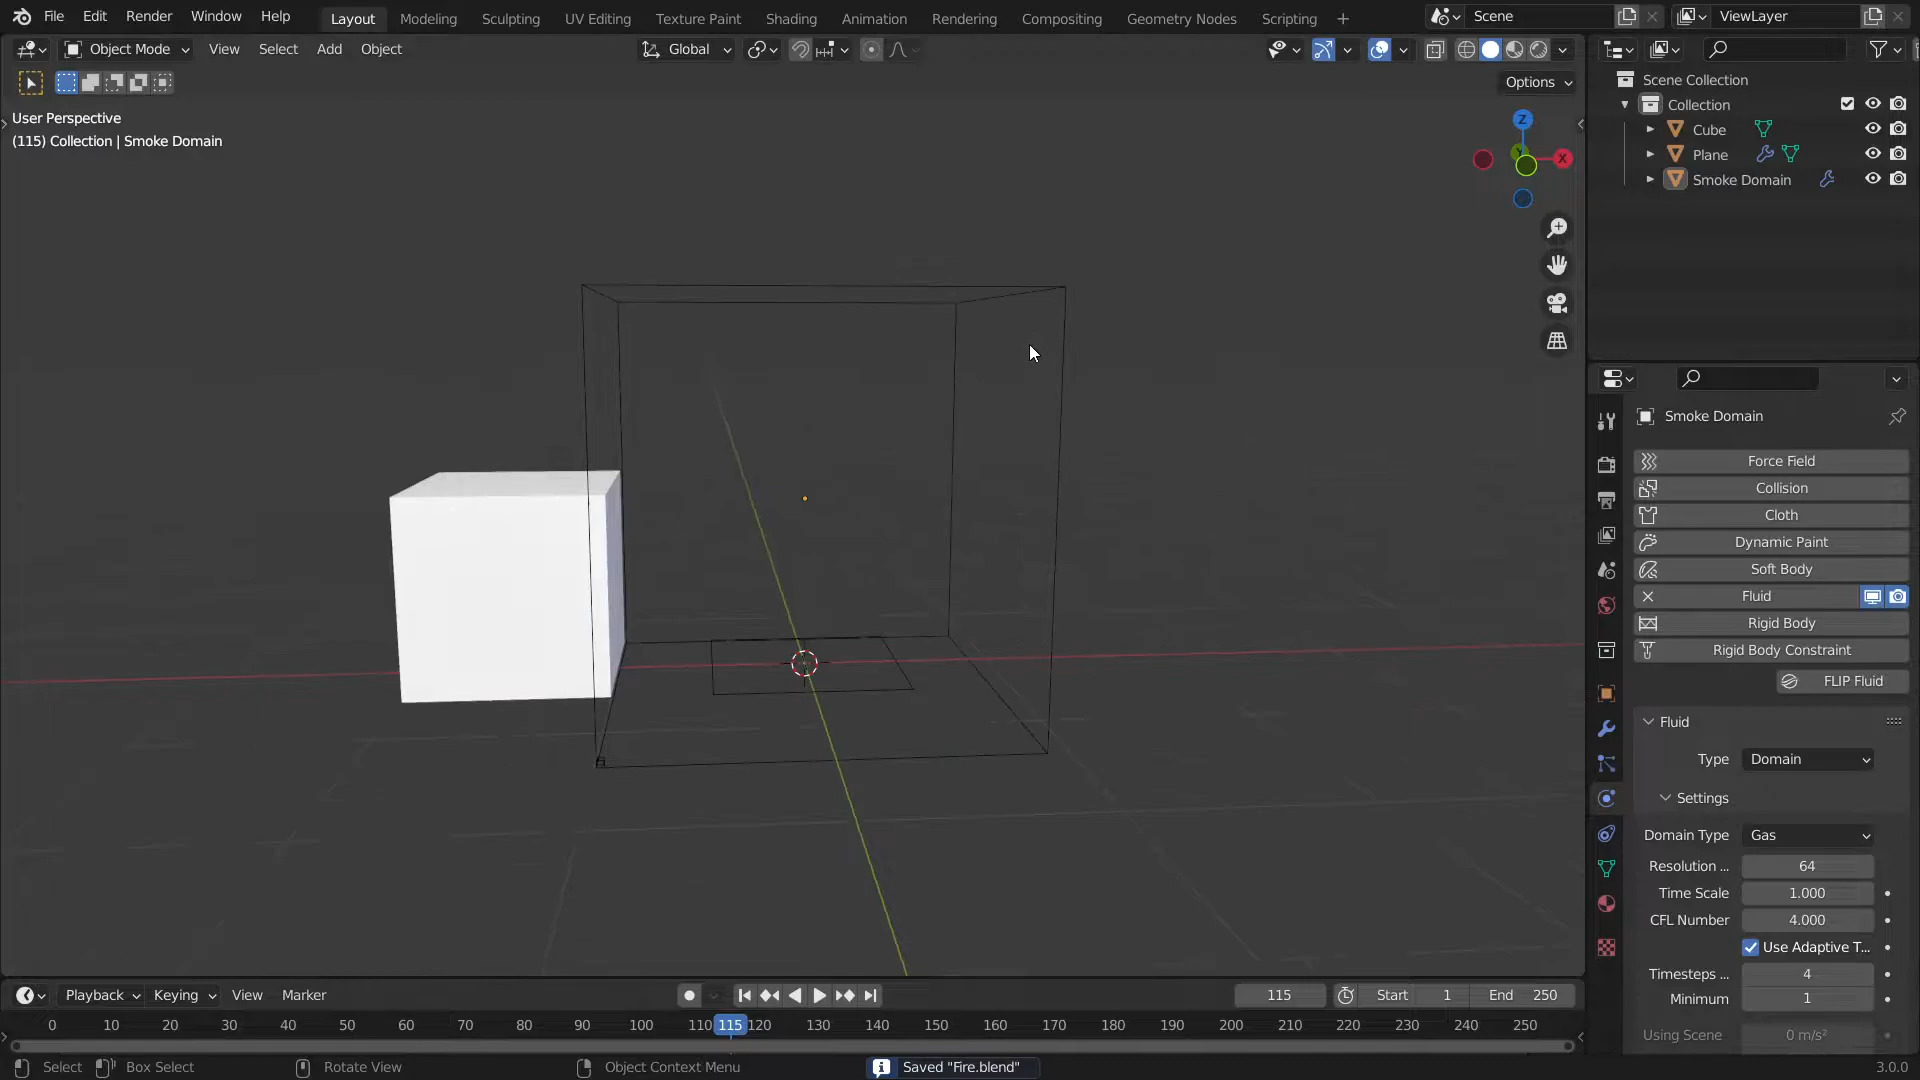 File Edit Render Window Help Layout Modeling Sculpting UV Editing Texture Paint Shading Animation Rendering Compositing Geometry Nodes Scripting + Scene ViewLayer
Object Mode View Select Add Object Global
Options
User Perspective
(115) Collection | Smoke Domain
Z
Y
X
Scene Collection
Collection
Cube
Plane
Smoke Domain
Smoke Domain
Force Field
Collision
Cloth
Dynamic Paint
Soft Body
Fluid
Rigid Body
Rigid Body Constraint
FLIP Fluid
Fluid
Type Domain
Settings
Domain Type Gas
Resolution ... 64
Time Scale 1.000
CFL Number 4.000
Use Adaptive T...
Timesteps ... 4
Minimum 1
Using Scene 0 m/s²
Playback Keying View Marker 115 Start 1 End 250
0 10 20 30 40 50 60 70 80 90 100 110 115 120 130 140 150 160 170 180 190 200 210 220 230 240 250
Select Box Select Rotate View Object Context Menu Saved "Fire.blend" 3.0.0